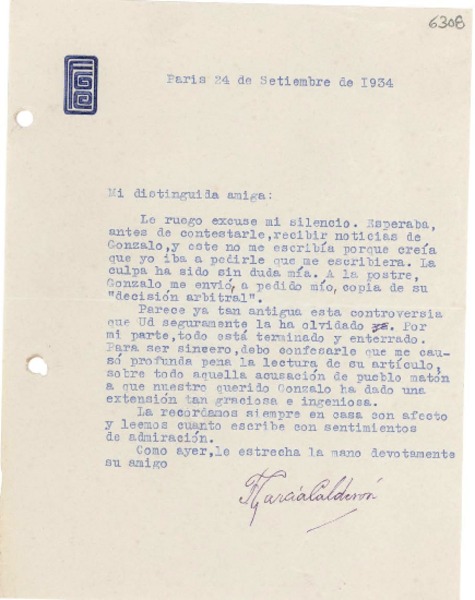 6308
Paris 24 de Setiembre de 1934
Mi distinguida amiga:
Le ruego excuse mi silencio. Esperaba,
antes de contestarle,recibir noticias de
Gonzalo,y este no me escribía porque creía
que yo iba a pedirle que me escribiera. La
culpa ha sido sin duda mía. A la postre,
Gonzalo me envió, a pedido mío, copia de su
"decisión arbitral".
Parece ya tan antigua esta controversia
que Ud seguramente la ha olvidado . Por
mi parte,todo está terminado y enterrado.
Para ser sincero,debo confesarle que me cau-
só profunda pena la lectura de su artículo,
sobre todo aquella acusación de pueblo matón
a que nuestro querido Gonzalo ha dado una
extensión tan graciosa e ingeniosa.
La recordamos siempre en casa con afecto
y leemos cuanto escribe con sentimientos
de admiración.
Como ayer,le estrecha la mano devotamente
su amigo
F García Calderón